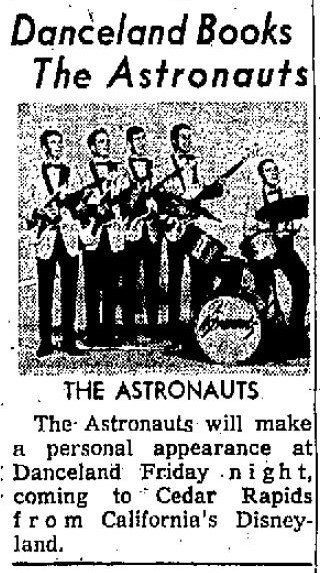 Danceland Books
The Astronauts
THE ASTRONAUTS
The Astronauts will make
a personal appearance at
Danceland Friday night,
coming to Cedar Rapids
from California's Disney-
land.